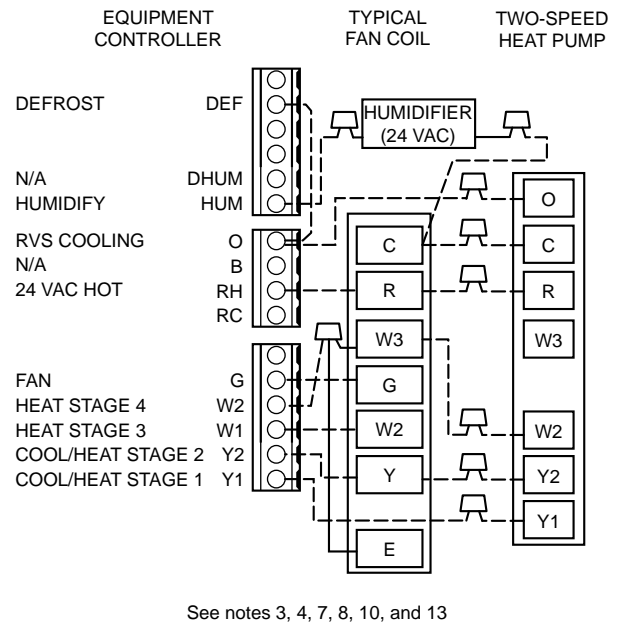 EQUIPMENT CONTROLLER
TYPICAL FAN COIL
TWO-SPEED HEAT PUMP
DEFROST DEF
HUMIDIFIER (24 VAC)
N/A DHUM
HUMIDIFY HUM
RVS COOLING O
N/A B
24 VAC HOT RH
RC
FAN G
HEAT STAGE 4 W2
HEAT STAGE 3 W1
COOL/HEAT STAGE 2 Y2
COOL/HEAT STAGE 1 Y1
C
R
W3
G
W2
Y
E
O
C
R
W3
W2
Y2
Y1
See notes 3, 4, 7, 8, 10, and 13